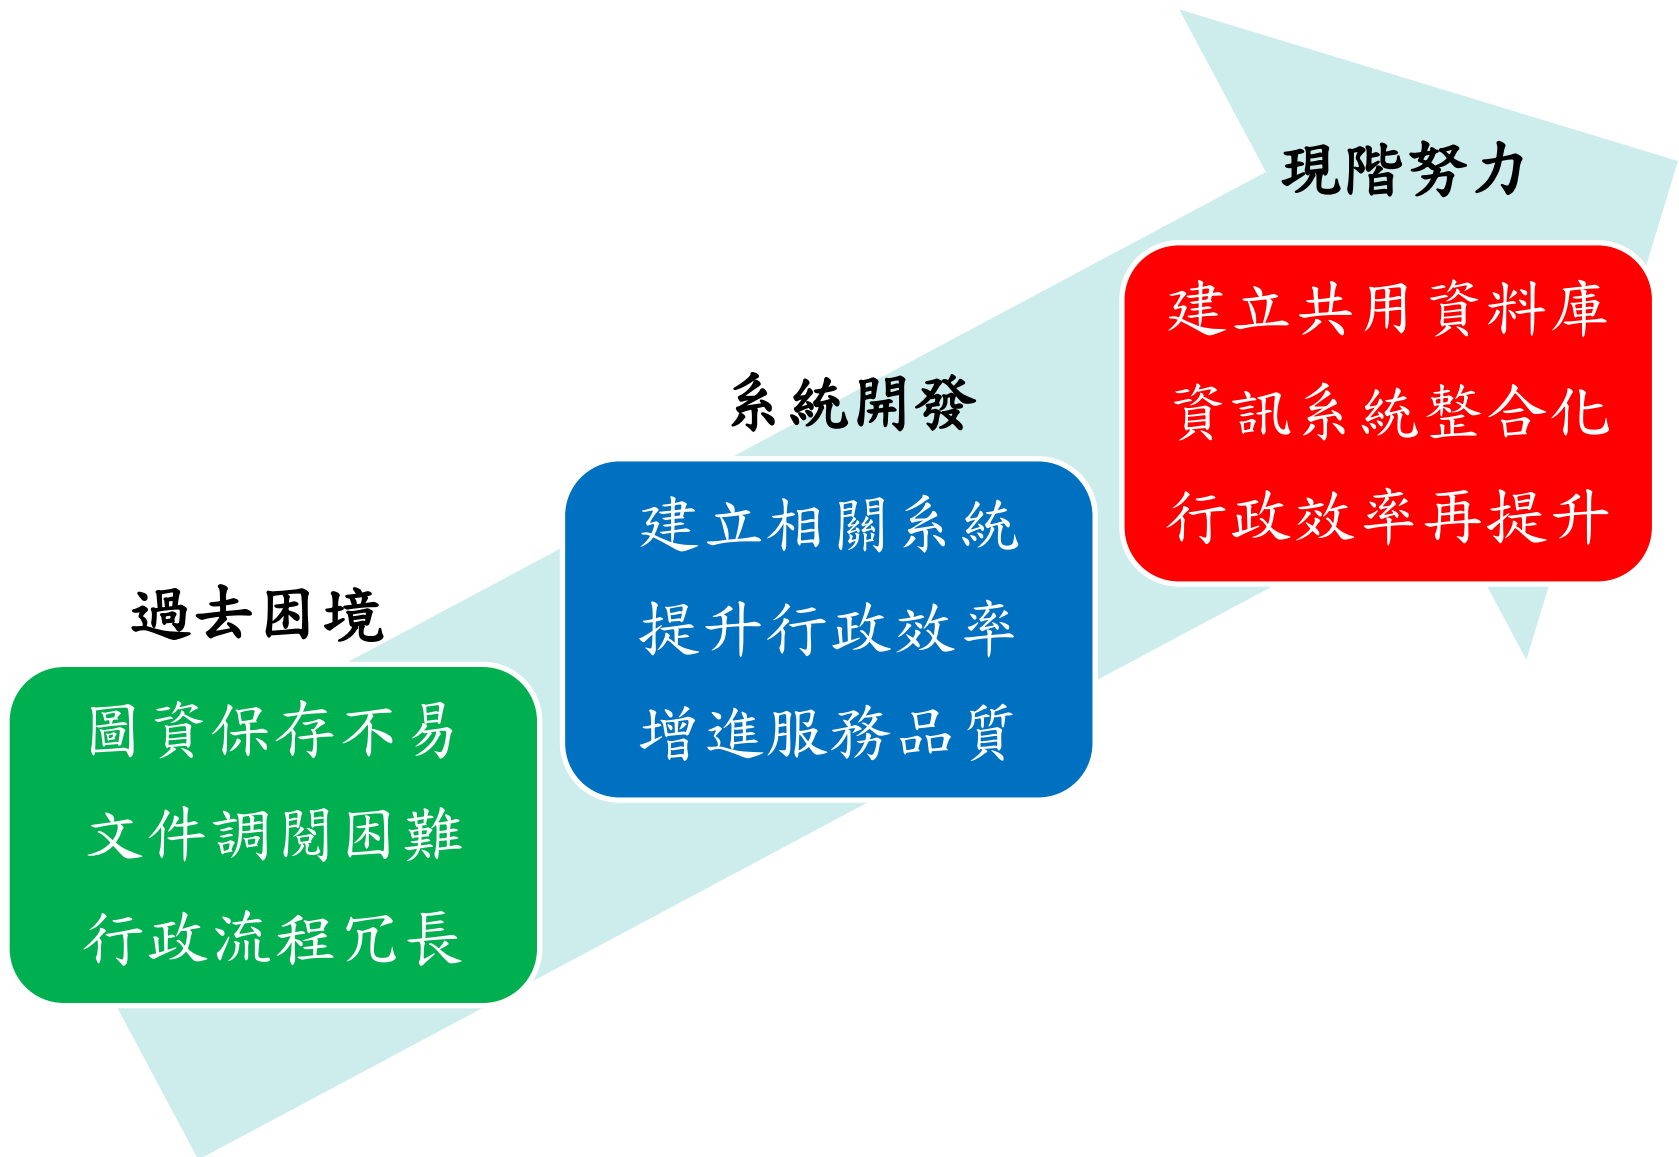 過去困境
圖資保存不易
文件調閱困難
行政流程冗長
系統開發
建立相關系統
提升行政效率
增進服務品質
現階努力
建立共用資料庫
資訊系統整合化
行政效率再提升